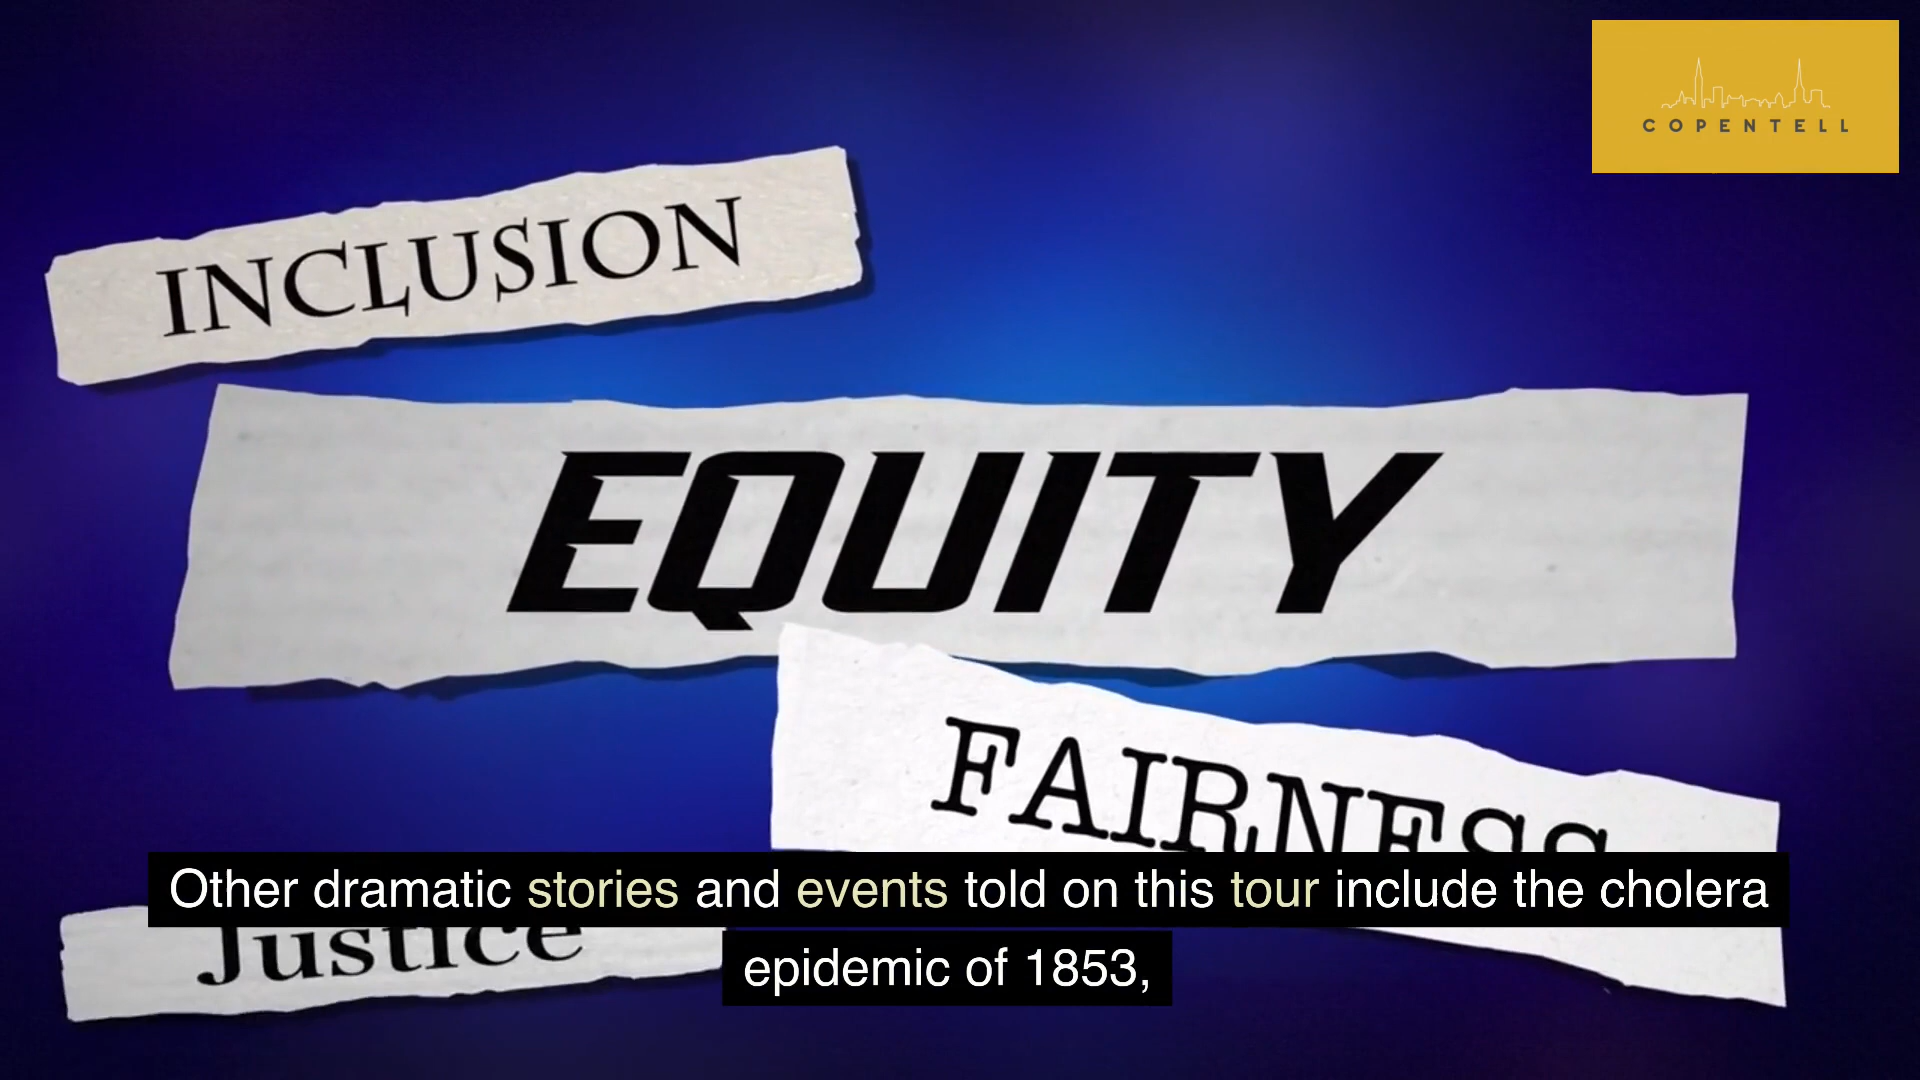 COPENTELL
INCLUSION
EQUITY
FAIRNESS
Other dramatic stories and events told on this tour include the cholera
epidemic of 1853,
Justice